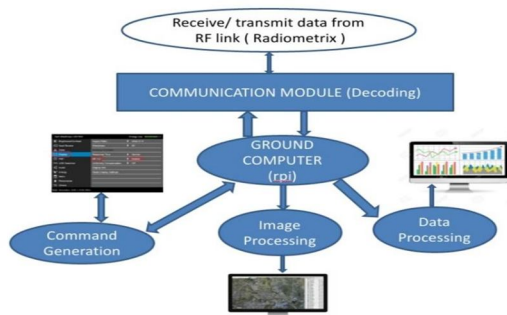 Receive/ transmit data from
RF link ( Radiometrix )
COMMUNICATION MODULE (Decoding)
GROUND
COMPUTER
(rpi)
Command
Generation
Image
Processing
Data
Processing